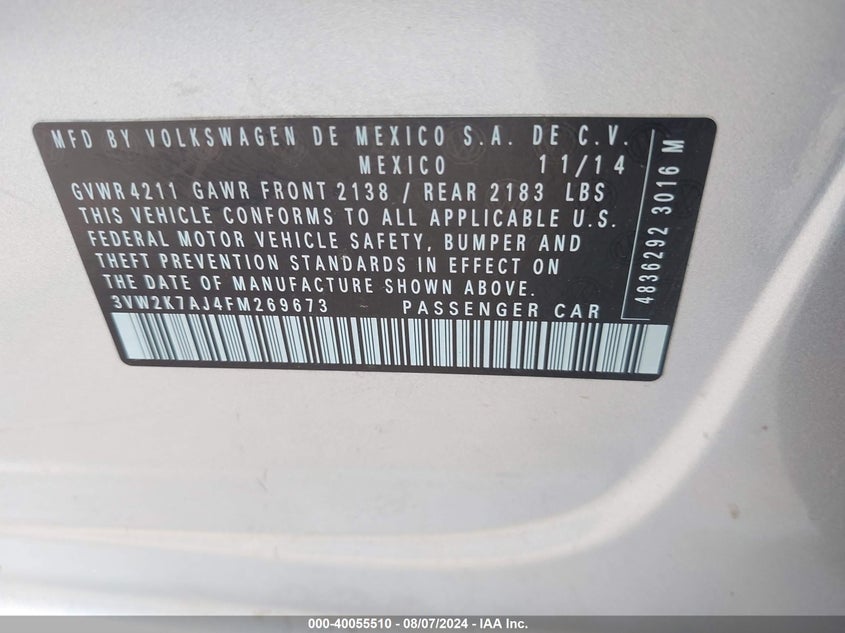 MFD BY VOLKSWAGEN DE MEXICO S.A. DE C.V.
MEXICO 11/14
GVWR 4211 GAWR FRONT 2138 / REAR 2183 LBS
THIS VEHICLE CONFORMS TO ALL APPLICABLE U.S.
FEDERAL MOTOR VEHICLE SAFETY, BUMPER AND
THEFT PREVENTION STANDARDS IN EFFECT ON
THE DATE OF MANUFACTURE SHOWN ABOVE.
3VW2K7AJ4FM269673 PASSENGER CAR
4836292 3016 M
000-40055510 - 08/07/2024 - IAA Inc.